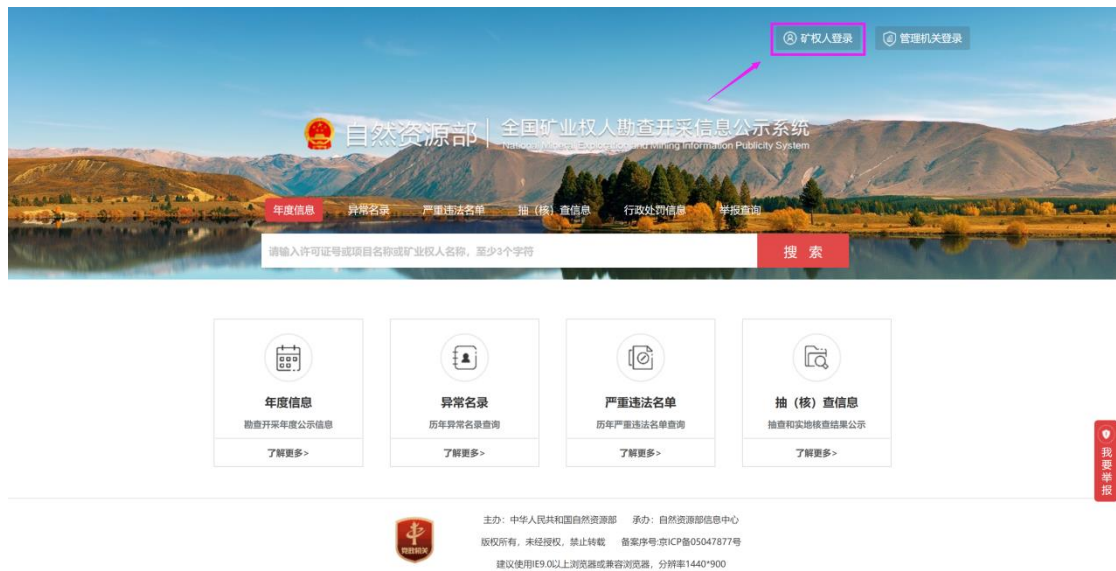 矿权人登录 管理机关登录
自然资源部 全国矿业权人勘查开采信息公示系统
National Mineral Exploration and Mining Information Publicity System
年度信息 异常名录 严重违法名单 抽（核）查信息 行政处罚信息 举报查询
请输入许可证号或项目名称或矿业权人名称，至少3个字符 搜 索
年度信息 异常名录 严重违法名单 抽（核）查信息
勘查开采年度公示信息 历年异常名录查询 历年严重违法名单查询 抽查和实地核查结果公示
了解更多> 了解更多> 了解更多> 了解更多>
我要举报
主办：中华人民共和国自然资源部 承办：自然资源部信息中心
版权所有，未经授权，禁止转载 备案序号:京ICP备05047877号
党政机关
建议使用IE9.0以上浏览器或兼容浏览器，分辨率1440*900